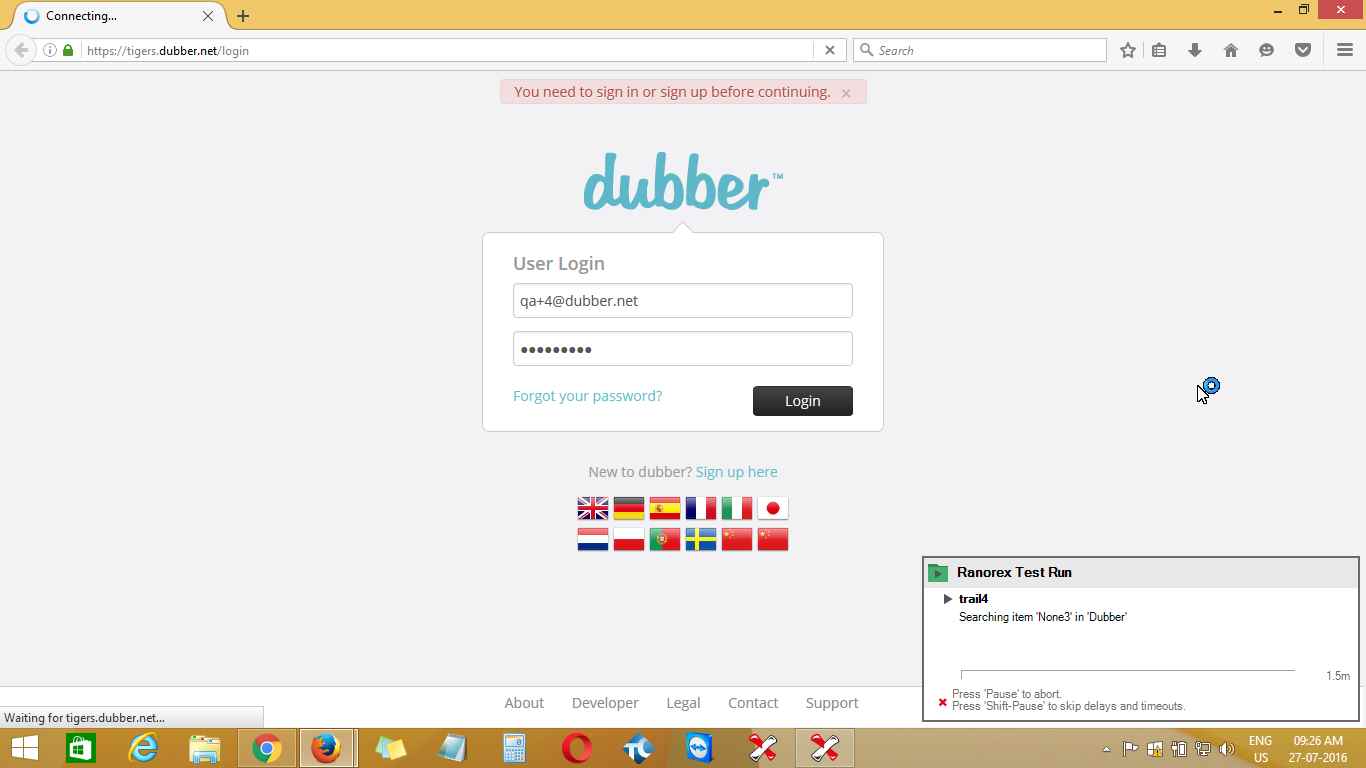 Connecting...
https://tigers.dubber.net/login
Search
You need to sign in or sign up before continuing. ×
dubber™
User Login
qa+4@dubber.net
•••••••••
Forgot your password?
Login
New to dubber? Sign up here
Ranorex Test Run
trail4
Searching item 'None3' in 'Dubber'
1.5m
Press 'Pause' to abort.
Press 'Shift-Pause' to skip delays and timeouts.
About Developer Legal Contact Support
Waiting for tigers.dubber.net...
ENG 09:26 AM
US 27-07-2016